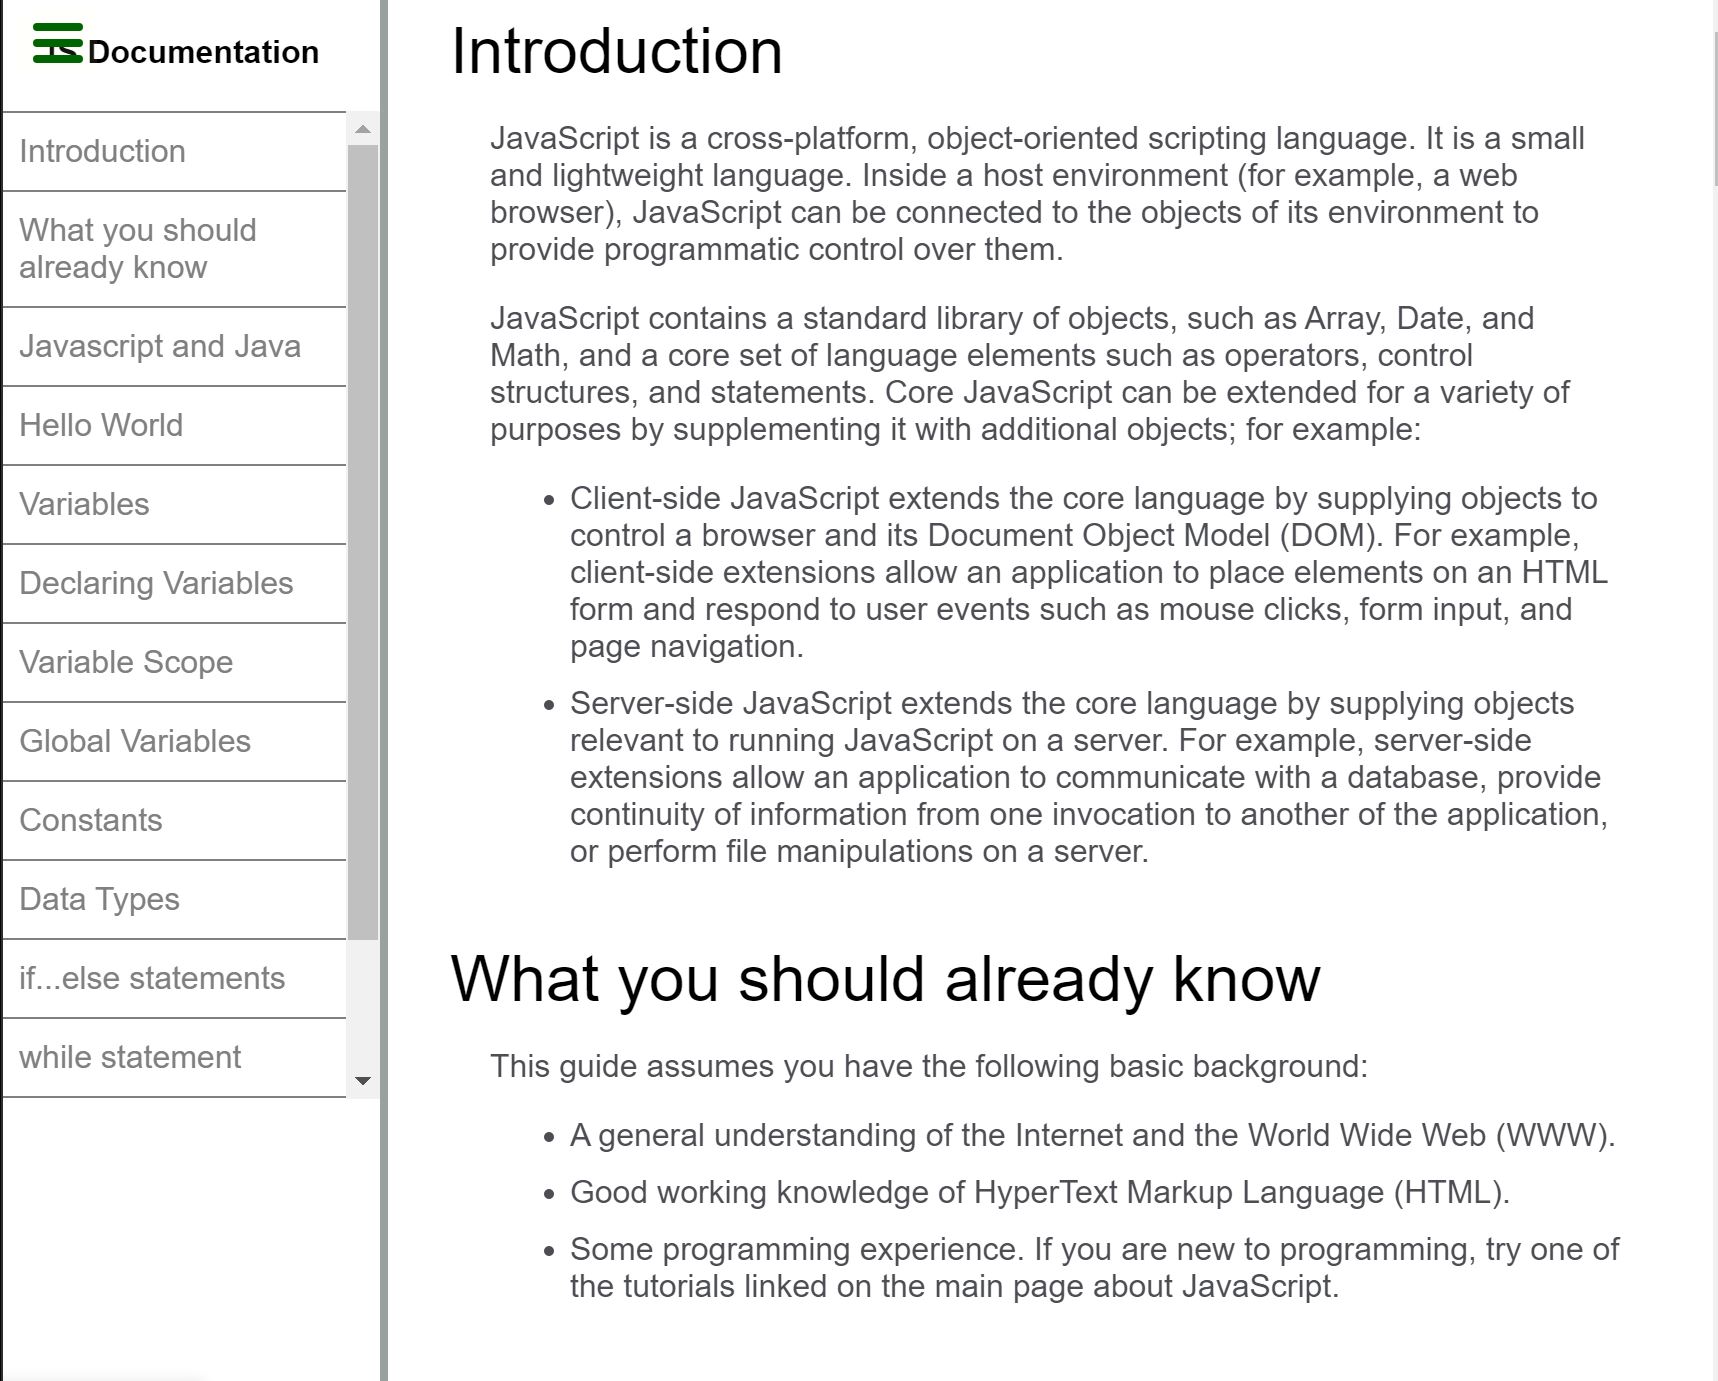 Documentation
Introduction
What you should
already know
Javascript and Java
Hello World
Variables
Declaring Variables
Variable Scope
Global Variables
Constants
Data Types
if...else statements
while statement
Introduction
JavaScript is a cross-platform, object-oriented scripting language. It is a small
and lightweight language. Inside a host environment (for example, a web
browser), JavaScript can be connected to the objects of its environment to
provide programmatic control over them.
JavaScript contains a standard library of objects, such as Array, Date, and
Math, and a core set of language elements such as operators, control
structures, and statements. Core JavaScript can be extended for a variety of
purposes by supplementing it with additional objects; for example:
• Client-side JavaScript extends the core language by supplying objects to
control a browser and its Document Object Model (DOM). For example,
client-side extensions allow an application to place elements on an HTML
form and respond to user events such as mouse clicks, form input, and
page navigation.
• Server-side JavaScript extends the core language by supplying objects
relevant to running JavaScript on a server. For example, server-side
extensions allow an application to communicate with a database, provide
continuity of information from one invocation to another of the application,
or perform file manipulations on a server.
What you should already know
This guide assumes you have the following basic background:
• A general understanding of the Internet and the World Wide Web (WWW).
• Good working knowledge of HyperText Markup Language (HTML).
• Some programming experience. If you are new to programming, try one of
the tutorials linked on the main page about JavaScript.